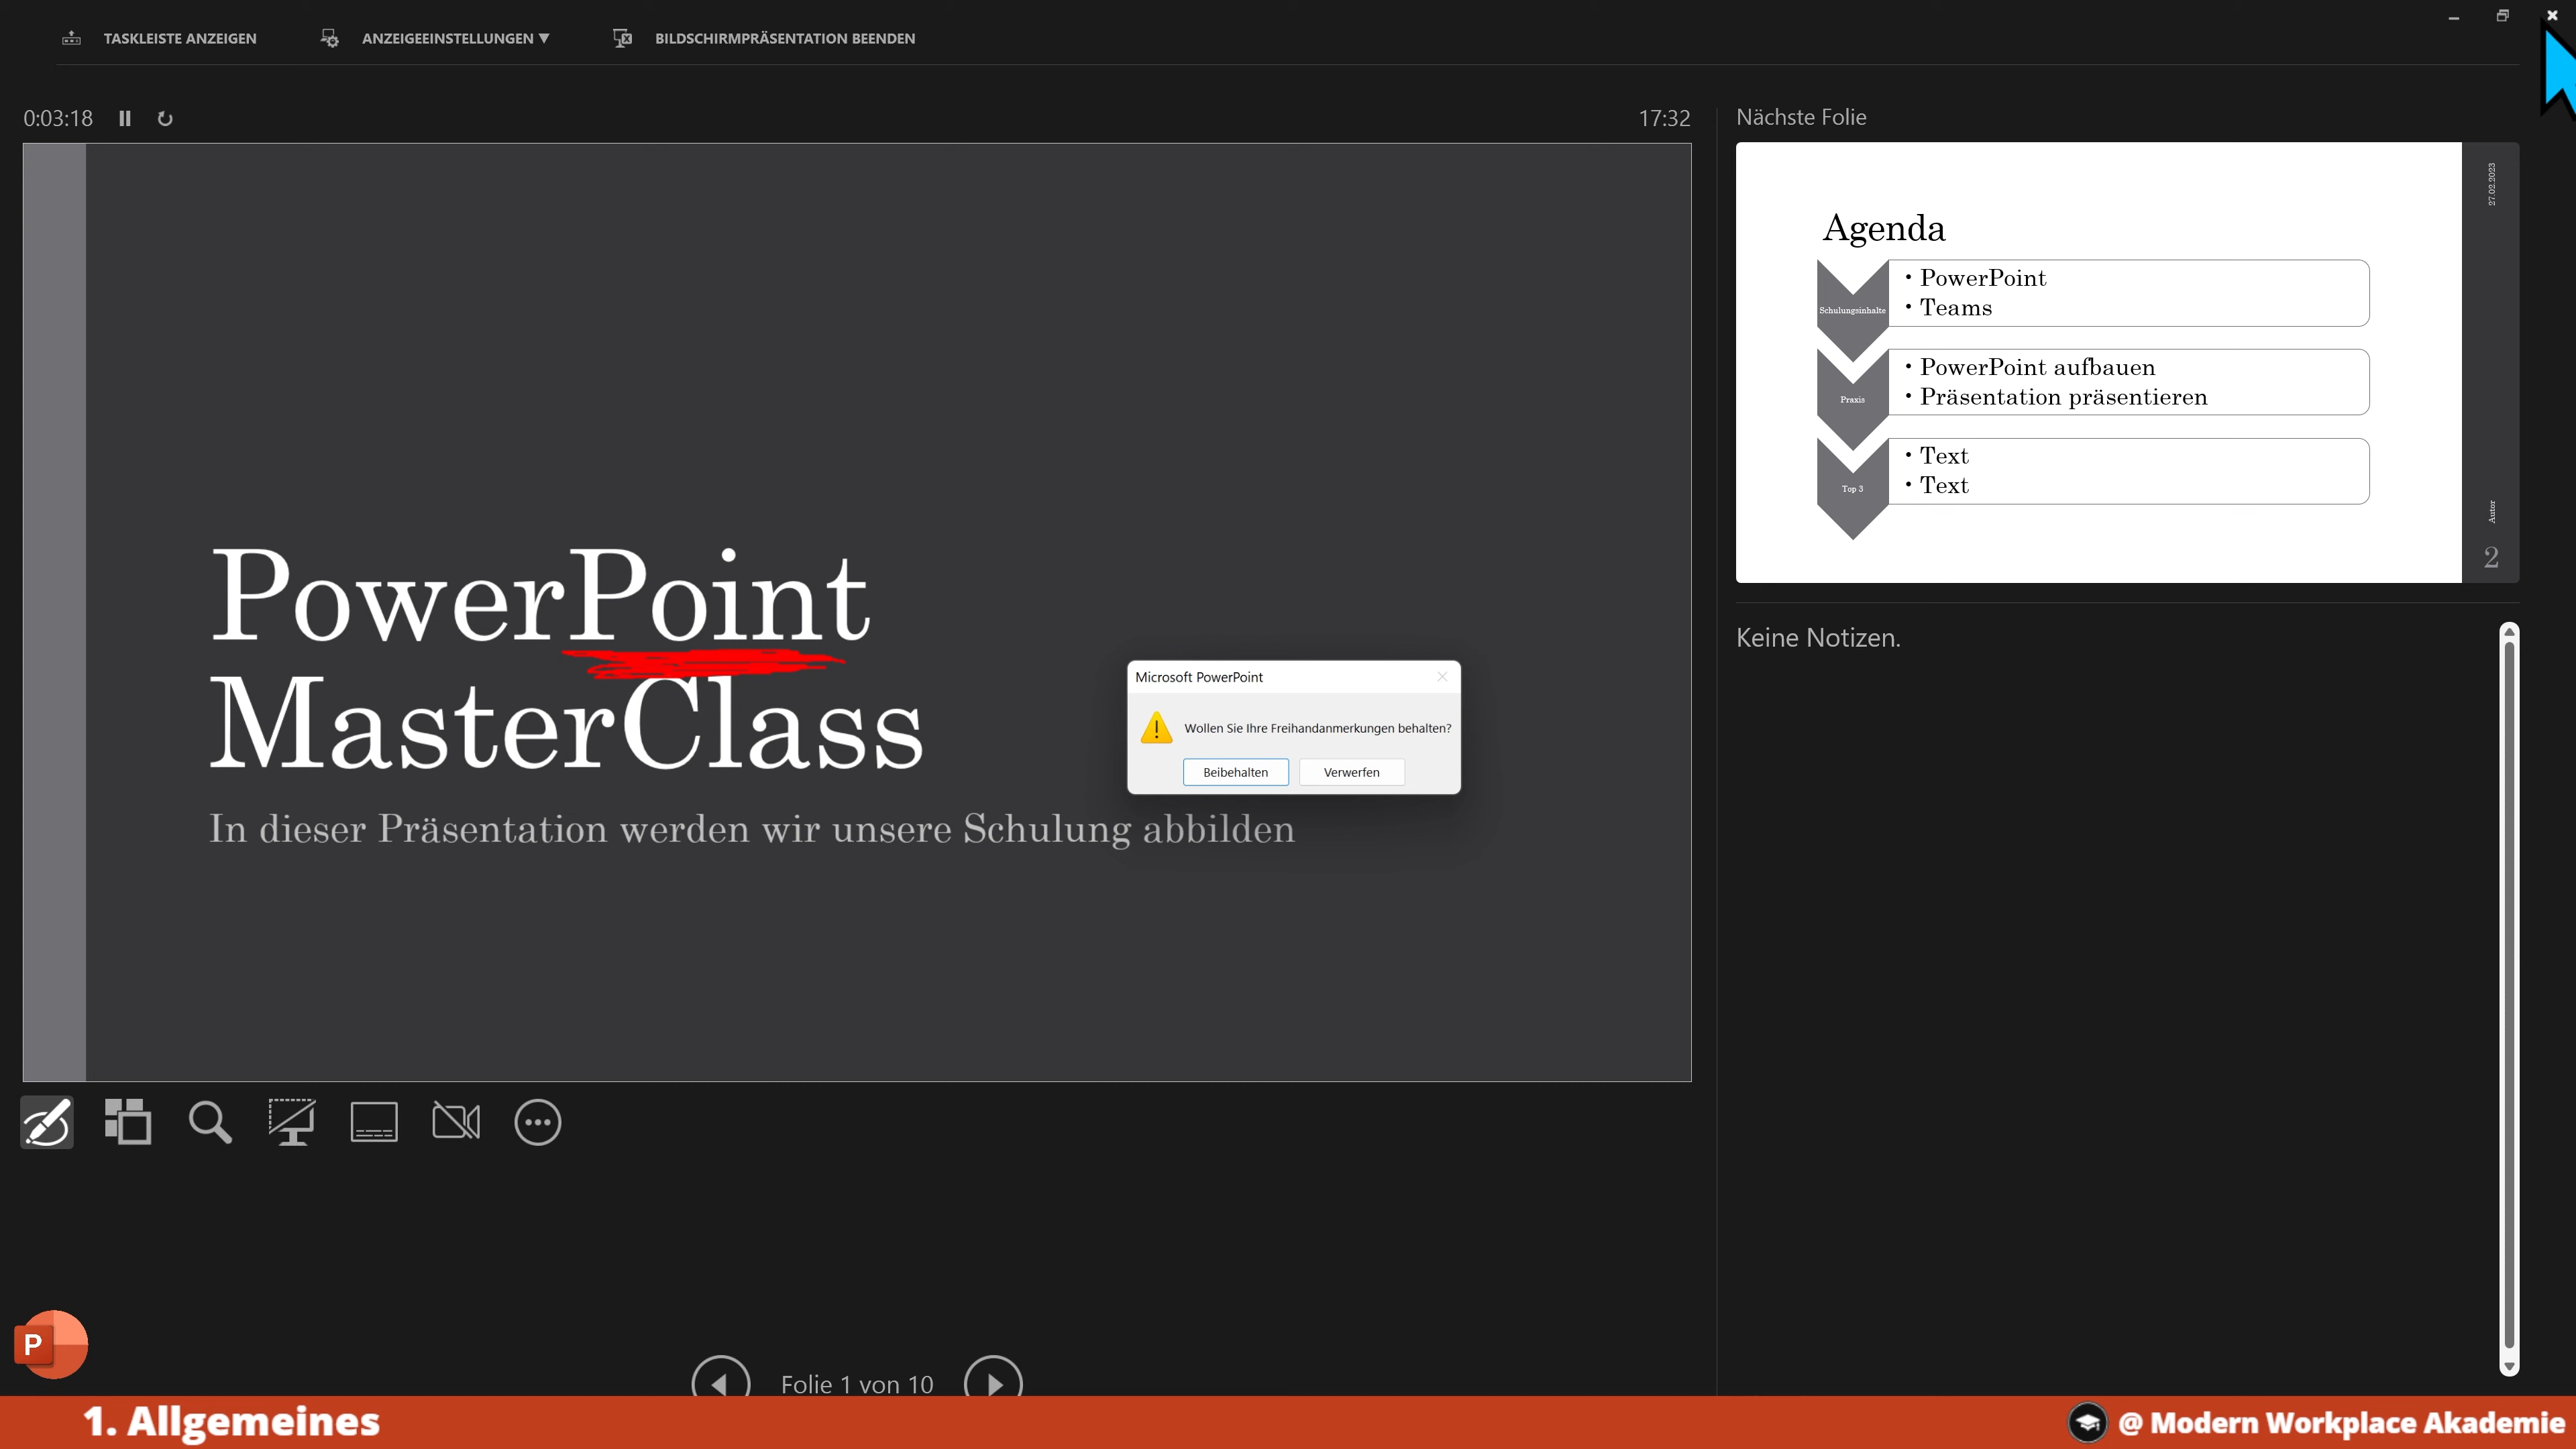 TASKLEISTE ANZEIGEN
ANZEIGEEINSTELLUNGEN ▼
BILDSCHIRMPRÄSENTATION BEENDEN
0:03:18
17:32
Nächste Folie
PowerPoint
MasterClass
In dieser Präsentation werden wir unsere Schulung abbilden
Microsoft PowerPoint
Wollen Sie Ihre Freihandanmerkungen behalten?
Beibehalten
Verwerfen
Agenda
Schulungsinhalte
• PowerPoint
• Teams
Praxis
• PowerPoint aufbauen
• Präsentation präsentieren
Top 3
• Text
• Text
27.02.2023
Autor
2
Keine Notizen.
P
Folie 1 von 10
1. Allgemeines
@ Modern Workplace Akademie